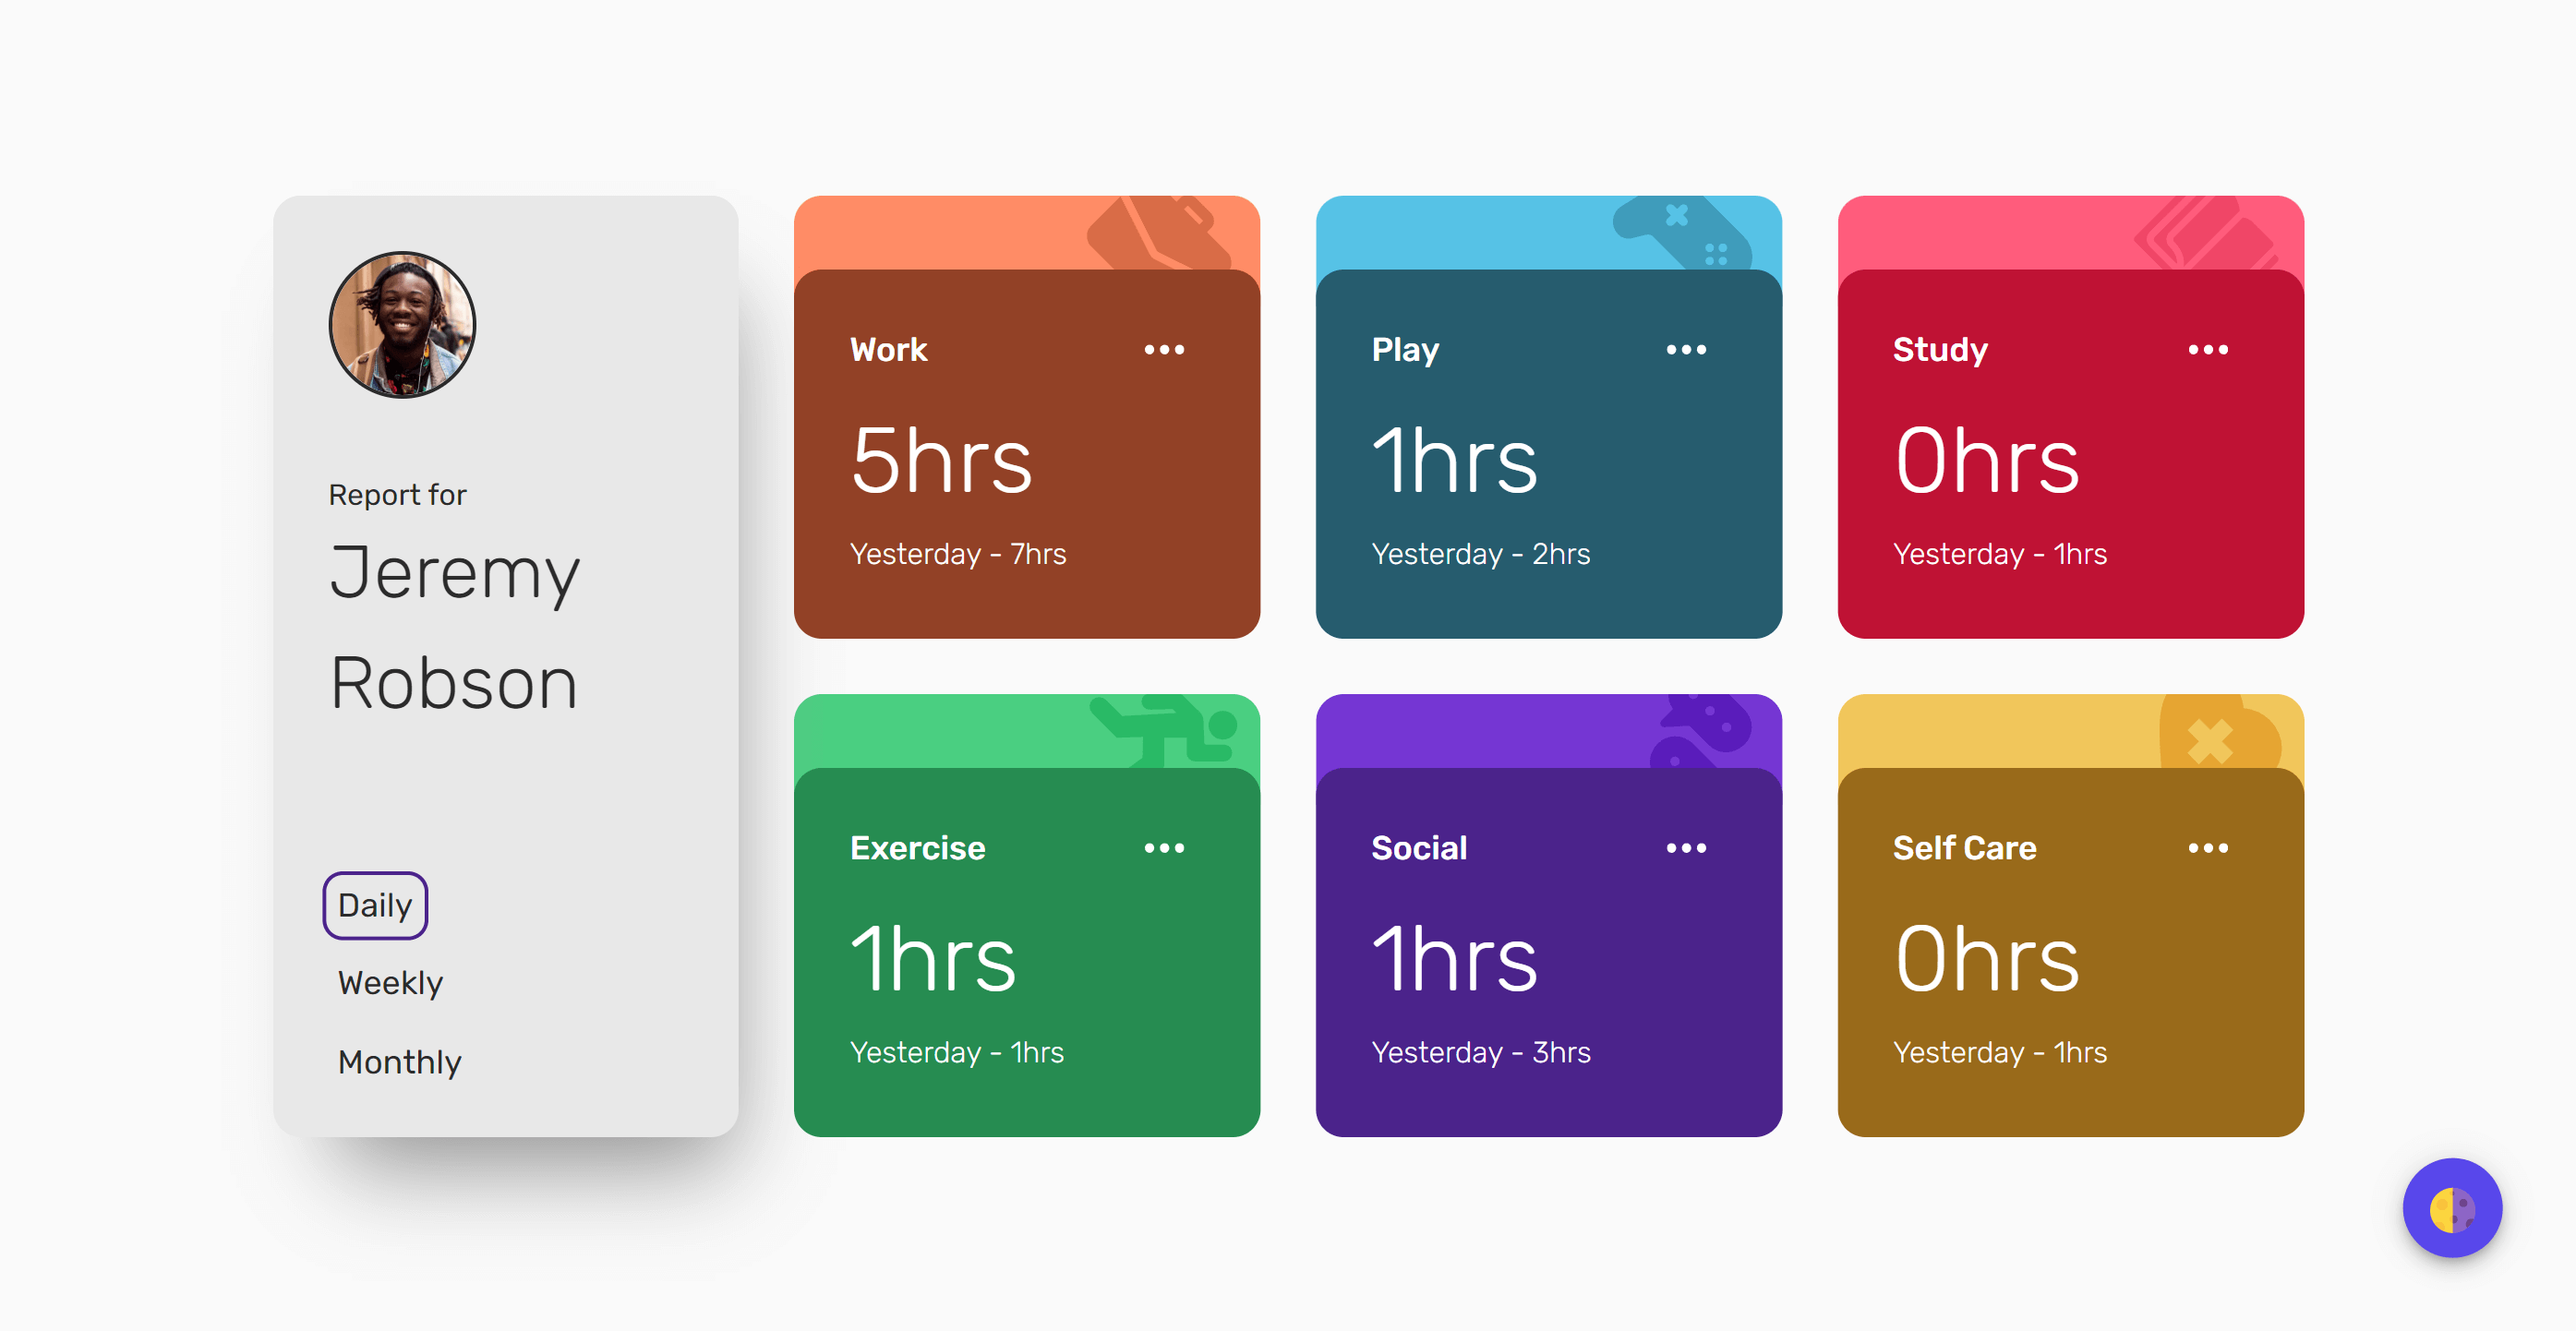 Report for
Jeremy
Robson
Daily
Weekly
Monthly
Work
5hrs
Yesterday - 7hrs
Play
1hrs
Yesterday - 2hrs
Study
0hrs
Yesterday - 1hrs
Exercise
1hrs
Yesterday - 1hrs
Social
1hrs
Yesterday - 3hrs
Self Care
0hrs
Yesterday - 1hrs